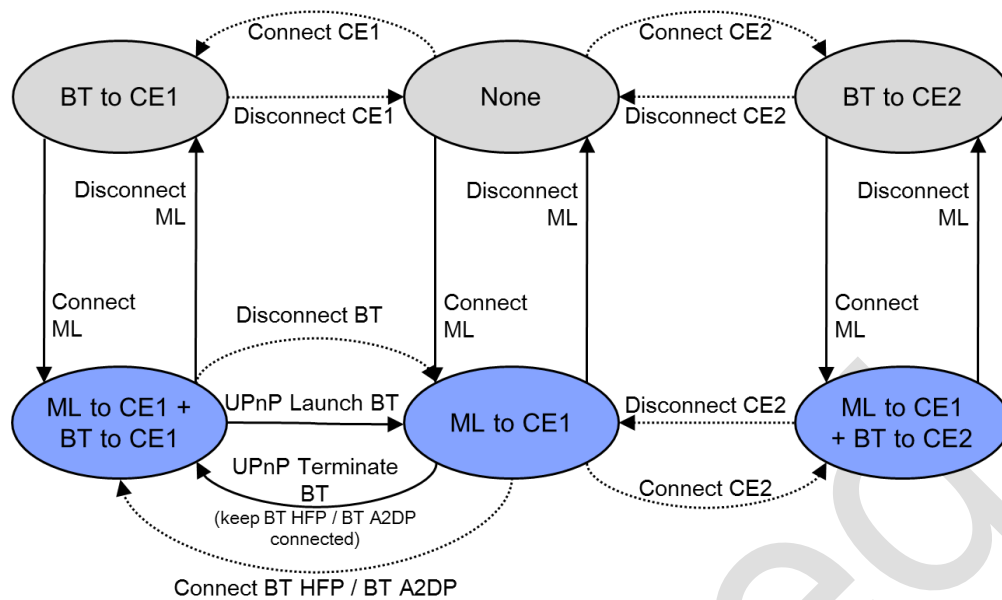 Connect CE1
Connect CE2
BT to CE1
None
BT to CE2
Disconnect CE1
Disconnect CE2
Disconnect
ML
Disconnect
ML
Disconnect
ML
Connect
ML
Connect
ML
Connect
ML
Disconnect BT
ML to CE1 +
BT to CE1
UPnP Launch BT
ML to CE1
Disconnect CE2
ML to CE1
+ BT to CE2
UPnP Terminate
BT
(keep BT HFP / BT A2DP
connected)
Connect CE2
Connect BT HFP / BT A2DP